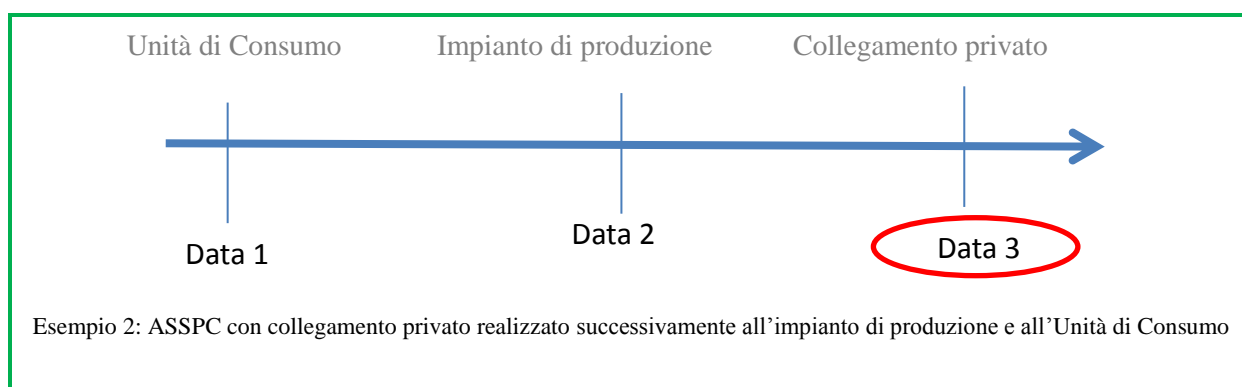 Unità di Consumo Impianto di produzione Collegamento privato
Data 1 Data 2 Data 3
Esempio 2: ASSPC con collegamento privato realizzato successivamente all’impianto di produzione e all’Unità di Consumo